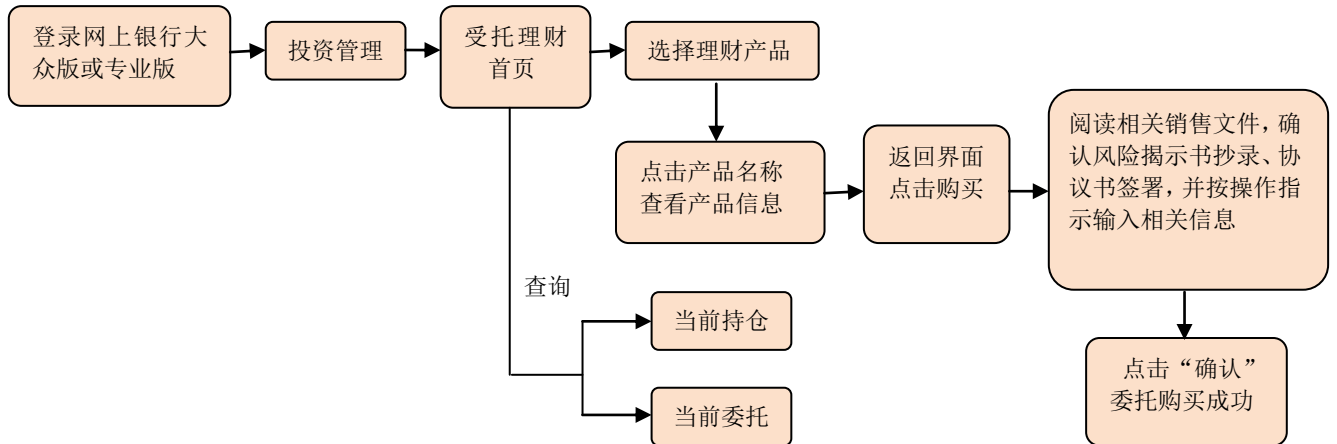 登录网上银行大
众版或专业版
投资管理
受托理财
首页
选择理财产品
点击产品名称
查看产品信息
返回界面
点击购买
阅读相关销售文件，确
认风险揭示书抄录、协
议书签署，并按操作指
示输入相关信息
点击“确认”
委托购买成功
查询
当前持仓
当前委托